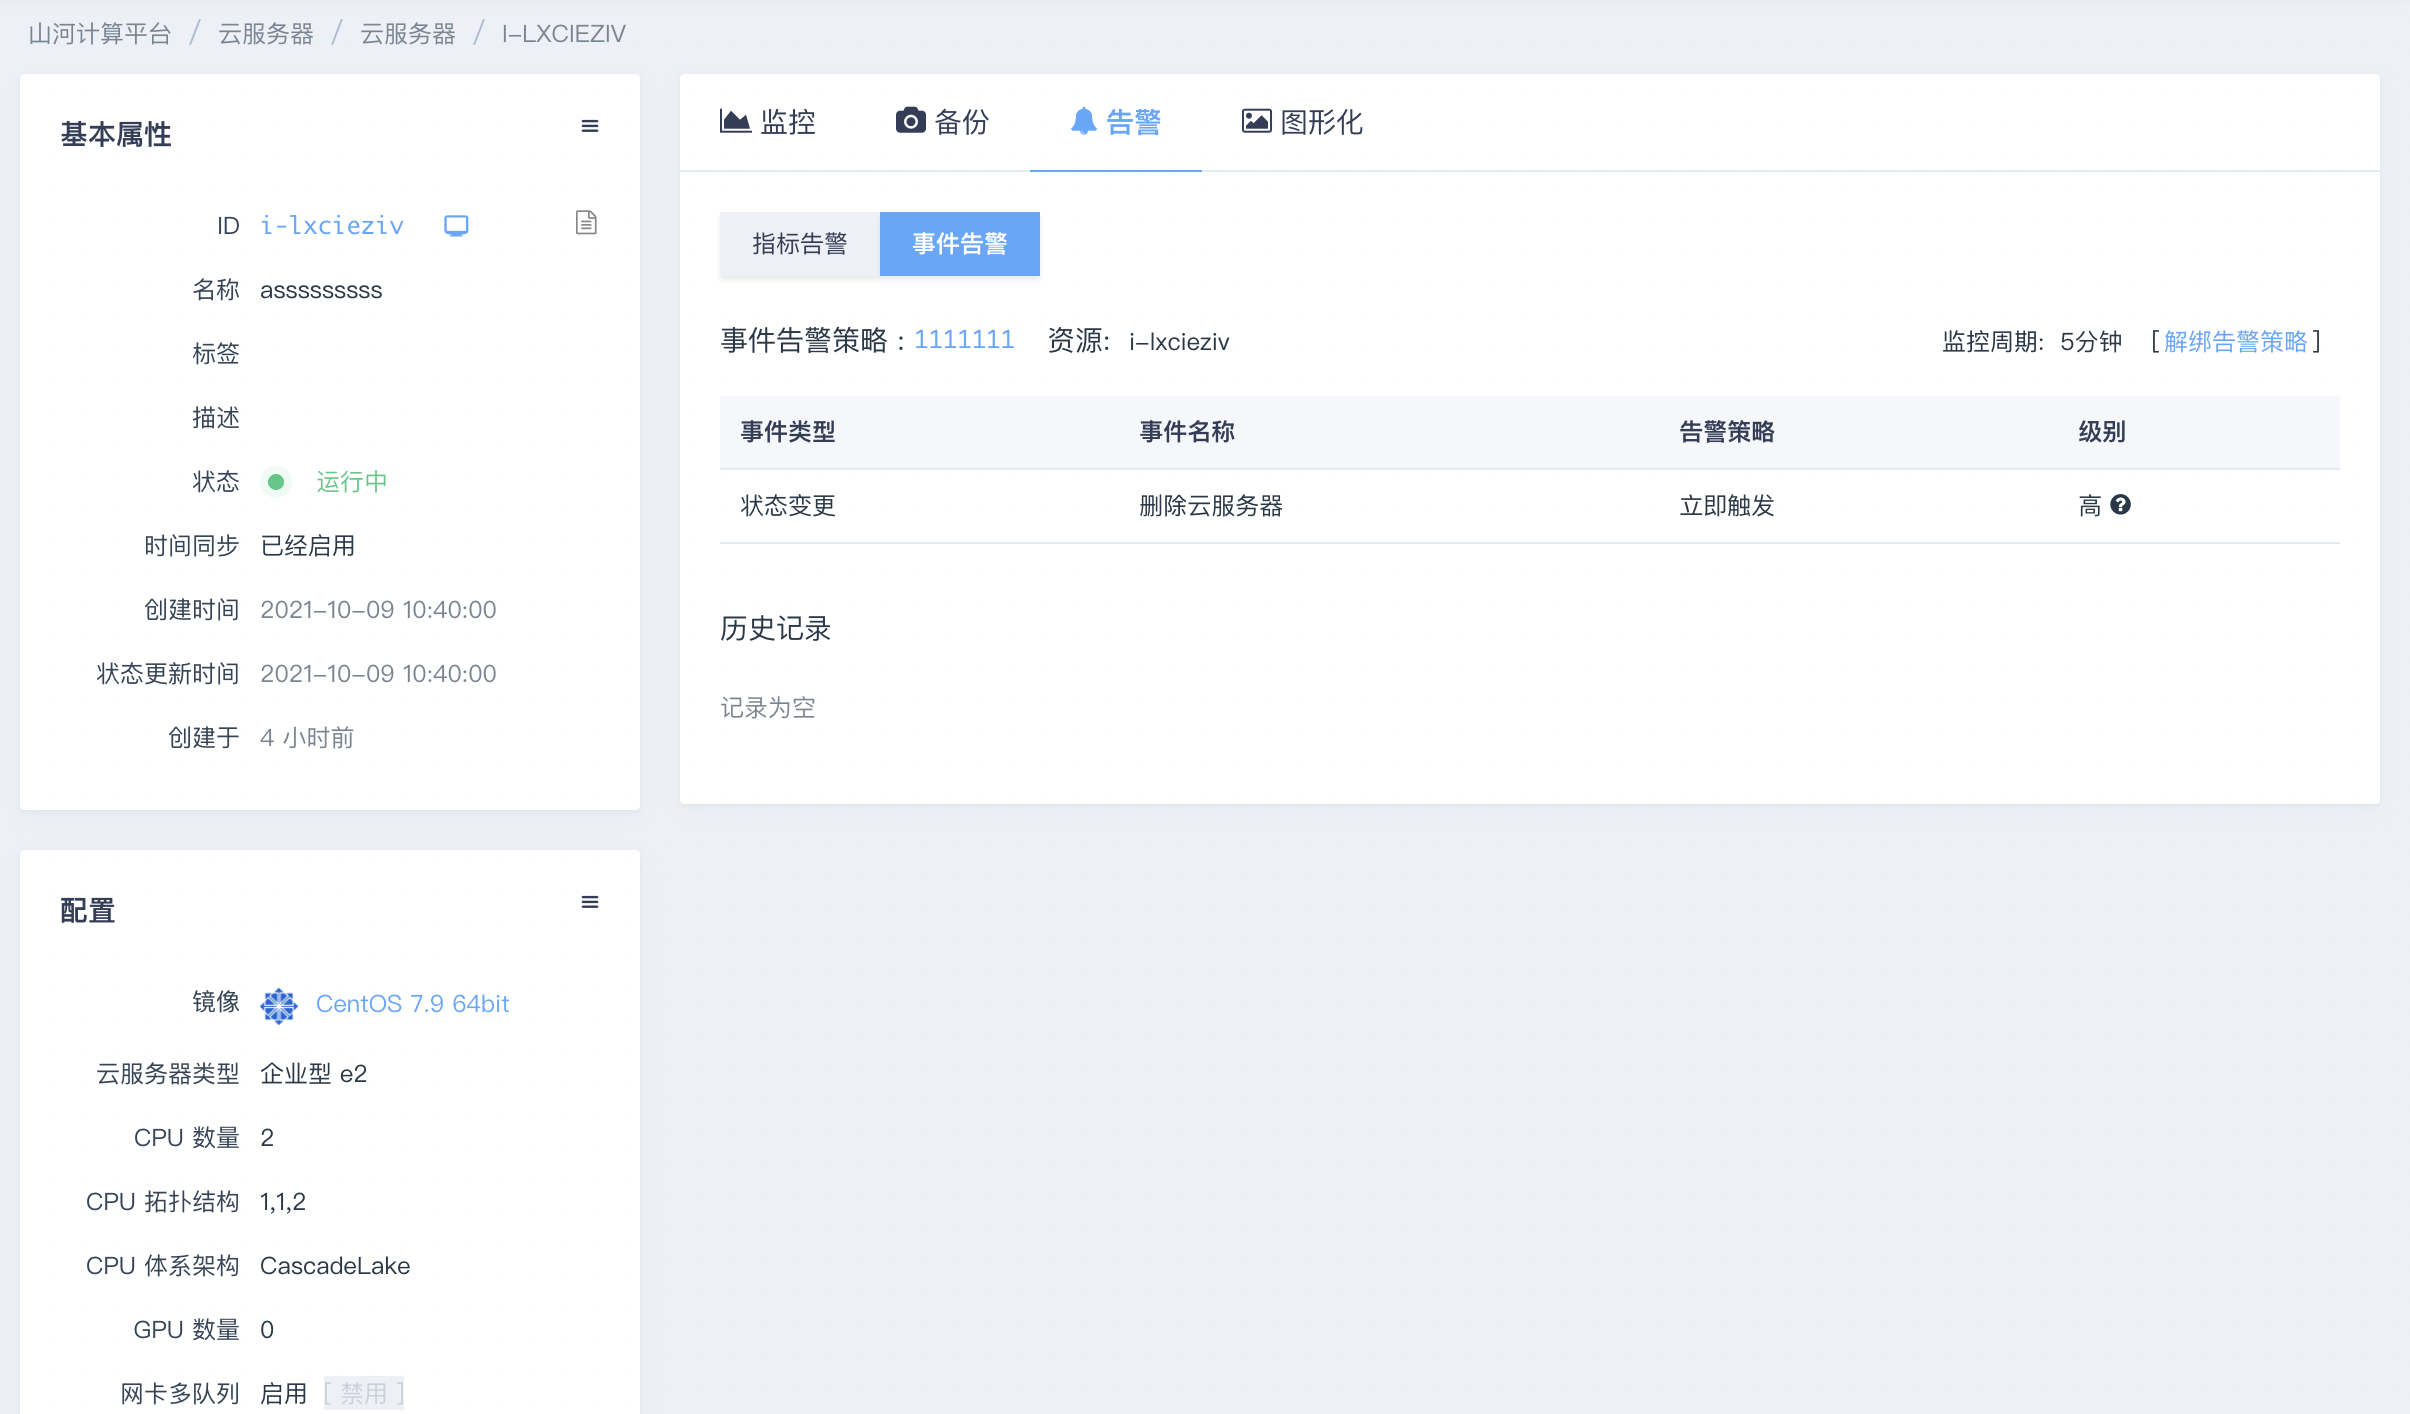 山河计算平台 / 云服务器 / 云服务器 / I-LXCIEZIV
基本属性
ID i-lxcieziv
名称 asssssssss
标签
描述
状态 运行中
时间同步 已经启用
创建时间 2021-10-09 10:40:00
状态更新时间 2021-10-09 10:40:00
创建于 4 小时前
配置
镜像 CentOS 7.9 64bit
云服务器类型 企业型 e2
CPU 数量 2
CPU 拓扑结构 1,1,2
CPU 体系架构 CascadeLake
GPU 数量 0
网卡多队列 启用 [ 禁用 ]
监控 备份 告警 图形化
指标告警 事件告警
事件告警策略 : 1111111 资源: i-lxcieziv 监控周期: 5分钟 [解绑告警策略]
事件类型 事件名称 告警策略 级别
状态变更 删除云服务器 立即触发 高 ?
历史记录
记录为空